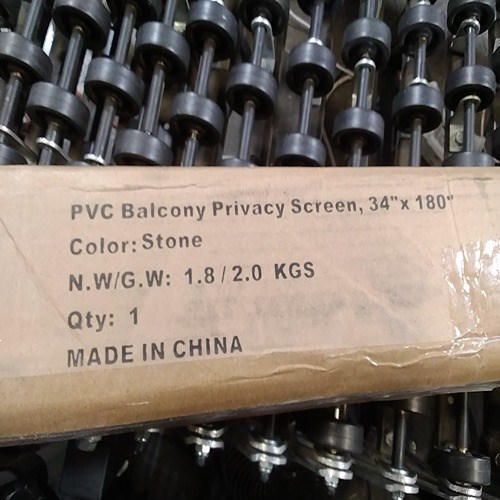 PVC Balcony Privacy Screen, 34"x 180"
Color: Stone
N.W/G.W: 1.8 / 2.0 KGS
Qty: 1
MADE IN CHINA